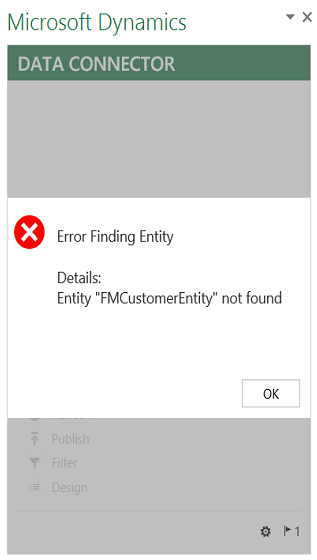 Microsoft Dynamics
DATA CONNECTOR
Error Finding Entity
Details:
Entity "FMCustomerEntity" not found
OK
Publish
Filter
Design
1